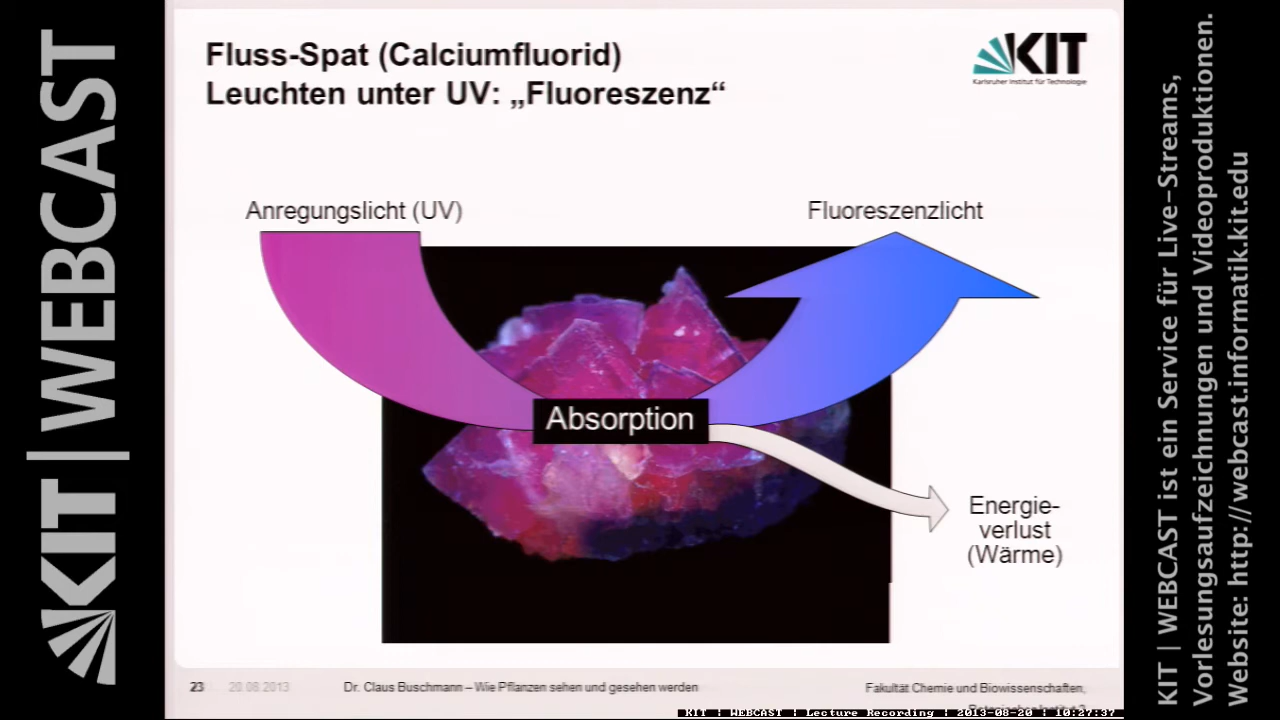 KIT | WEBCAST
Fluss-Spat (Calciumfluorid)
Leuchten unter UV: „Fluoreszenz“
KIT
Karlsruher Institut für Technologie
Anregungslicht (UV)
Fluoreszenzlicht
Absorption
Energie-
verlust
(Wärme)
23
20.08.2013
Dr. Claus Buschmann – Wie Pflanzen sehen und gesehen werden
Fakultät Chemie und Biowissenschaften,
KIT : WEBCAST : Lecture Recording : 2013-08-20 : 10:27:37
KIT | WEBCAST ist ein Service für Live-Streams,
Vorlesungsaufzeichnungen und Videoproduktionen.
Website: http://webcast.informatik.kit.edu